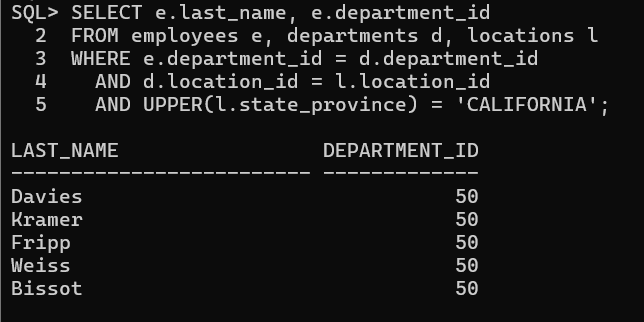 SQL> SELECT e.last_name, e.department_id
  2  FROM employees e, departments d, locations l
  3  WHERE e.department_id = d.department_id
  4    AND d.location_id = l.location_id
  5    AND UPPER(l.state_province) = 'CALIFORNIA';

LAST_NAME                 DEPARTMENT_ID
------------------------- -------------
Davies                               50
Kramer                               50
Fripp                                50
Weiss                                50
Bissot                               50